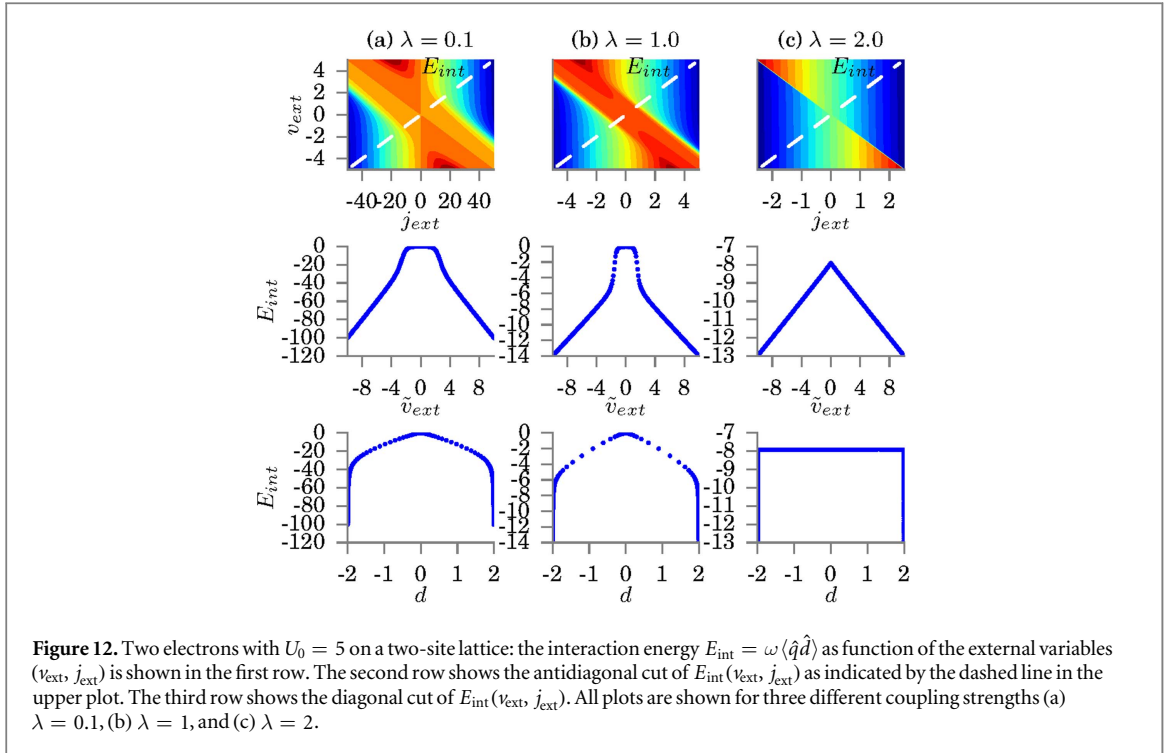 (a) λ = 0.1 (b) λ = 1.0 (c) λ = 2.0
E_int E_int E_int
v_ext
4
2
0
-2
-4
-40 -20 0 20 40 -4 -2 0 2 4 -2 -1 0 1 2
j_ext j_ext
E_int
0 -20 -40 -60 -80 -100 -120
0 -2 -4 -6 -8 -10 -12 -14
-7 -8 -9 -10 -11 -12 -13
-8 -4 0 4 8 -8 -4 0 4 8 -8 -4 0 4 8
ṽ_ext ṽ_ext ṽ_ext
E_int
0 -20 -40 -60 -80 -100 -120
0 -2 -4 -6 -8 -10 -12 -14
-7 -8 -9 -10 -11 -12 -13
-2 -1 0 1 2 -2 -1 0 1 2 -2 -1 0 1 2
d d d
Figure 12. Two electrons with U₀ = 5 on a two-site lattice: the interaction energy E_int = ω⟨q̂d̂⟩ as function of the external variables
(v_ext, j_ext) is shown in the first row. The second row shows the antidiagonal cut of E_int(v_ext, j_ext) as indicated by the dashed line in the
upper plot. The third row shows the diagonal cut of E_int(v_ext, j_ext). All plots are shown for three different coupling strengths (a)
λ = 0.1, (b) λ = 1, and (c) λ = 2.